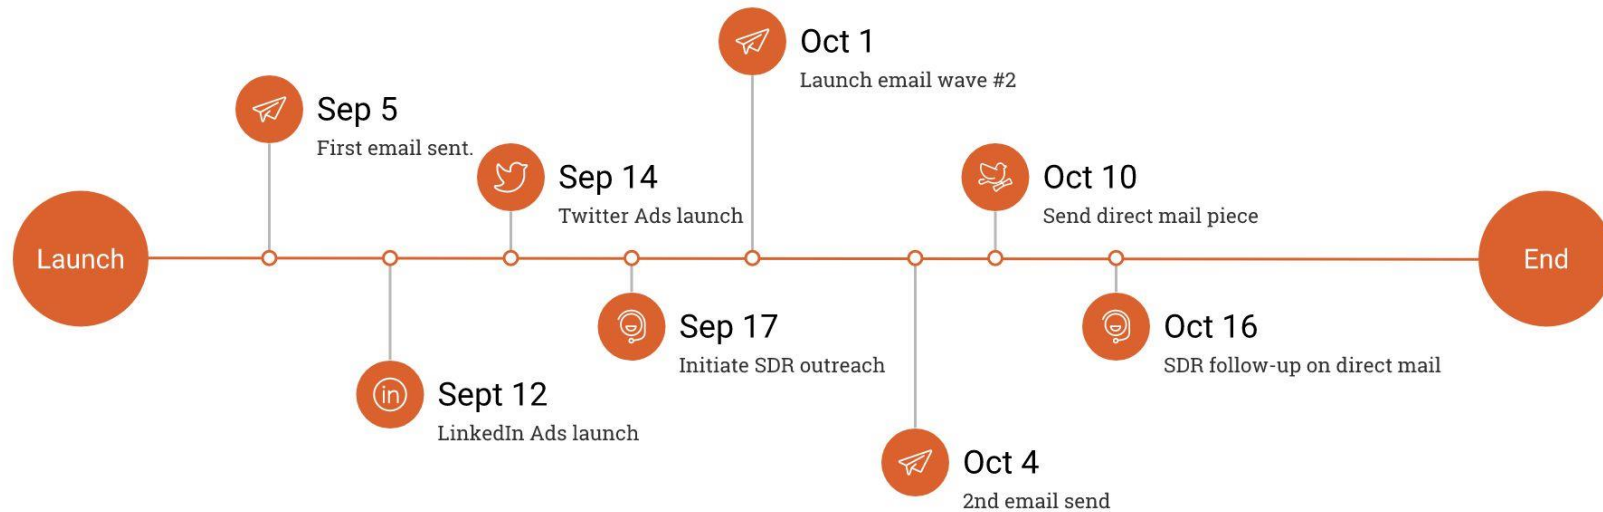 Launch
Sep 5
First email sent.
Sept 12
LinkedIn Ads launch
in
Sep 14
Twitter Ads launch
Sep 17
Initiate SDR outreach
Oct 1
Launch email wave #2
Oct 4
2nd email send
Oct 10
Send direct mail piece
Oct 16
SDR follow-up on direct mail
End